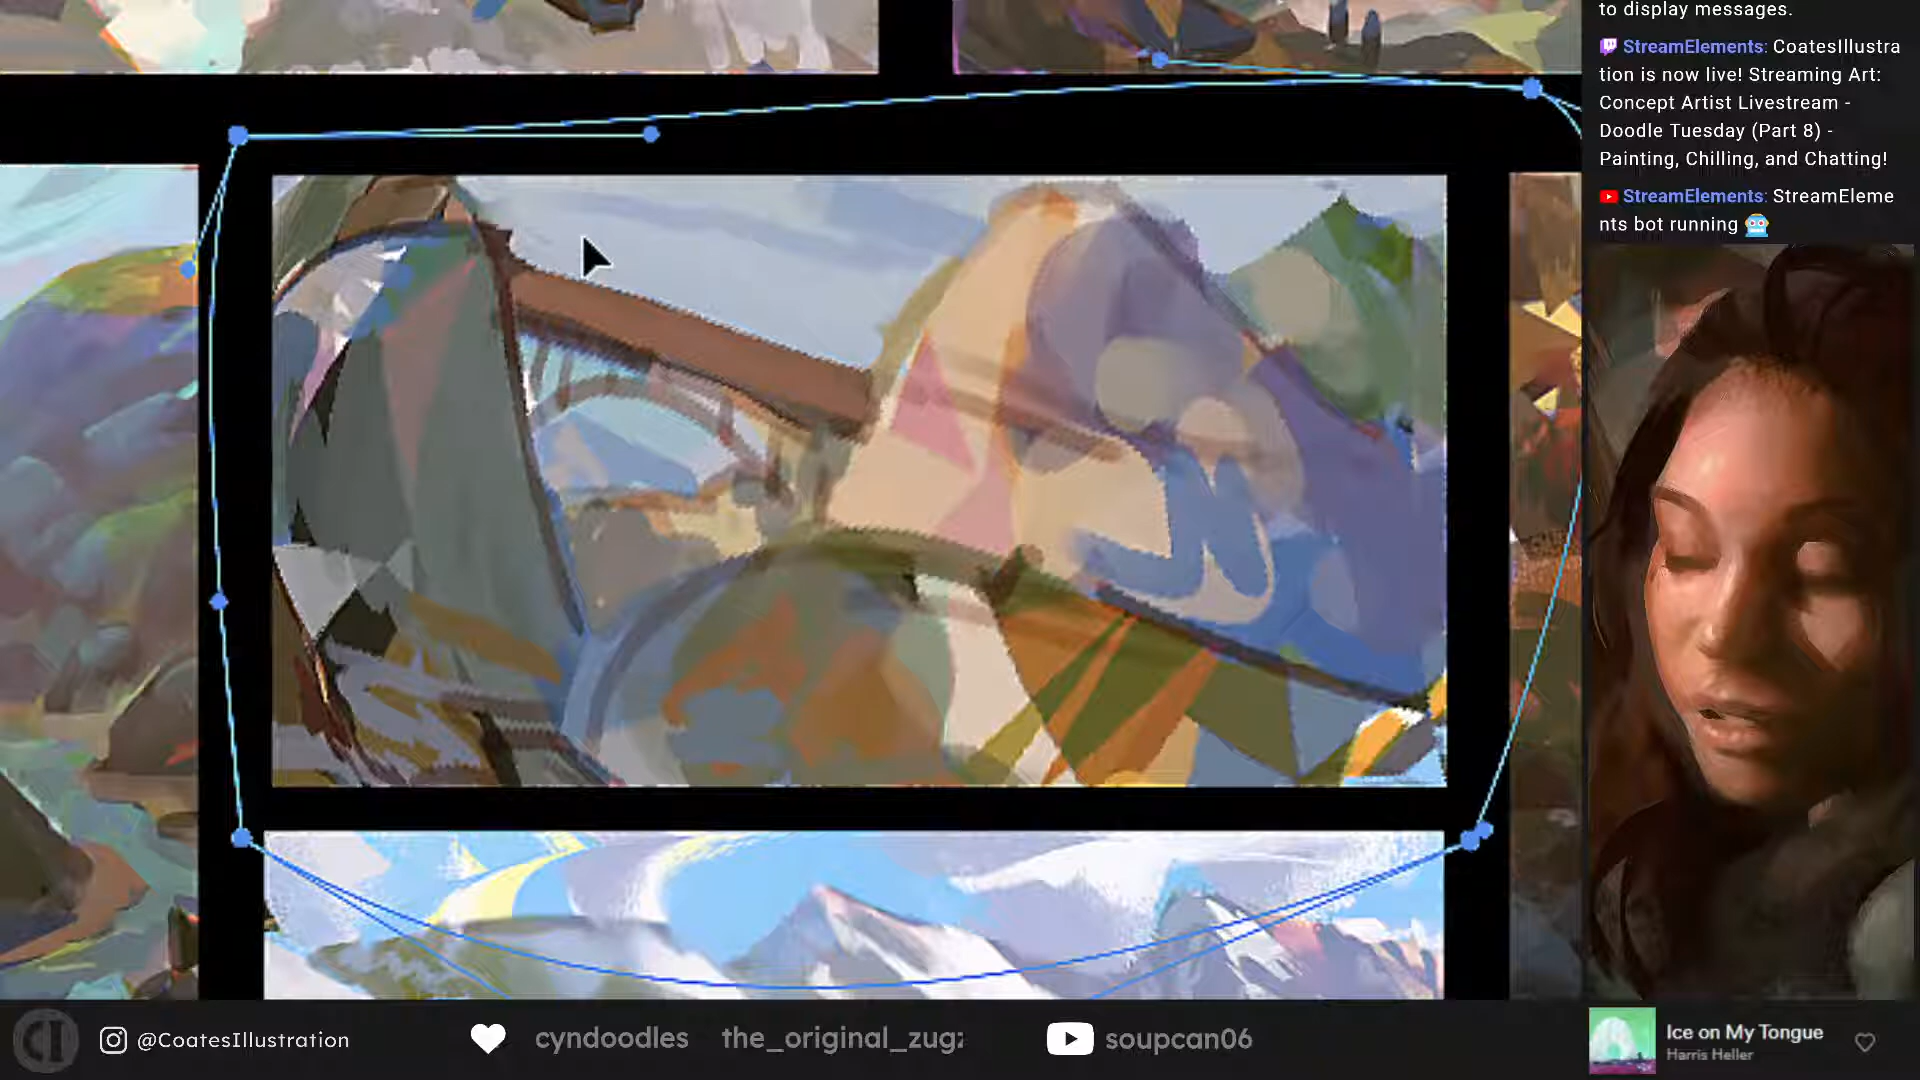 to display messages.
StreamElements: CoatesIllustra
tion is now live! Streaming Art:
Concept Artist Livestream -
Doodle Tuesday (Part 8) -
Painting, Chilling, and Chatting!
StreamElements: StreamEleme
nts bot running 🤖
@CoatesIllustration
cyndoodles the_original_zugz
soupcan06
Ice on My Tongue
Harris Heller